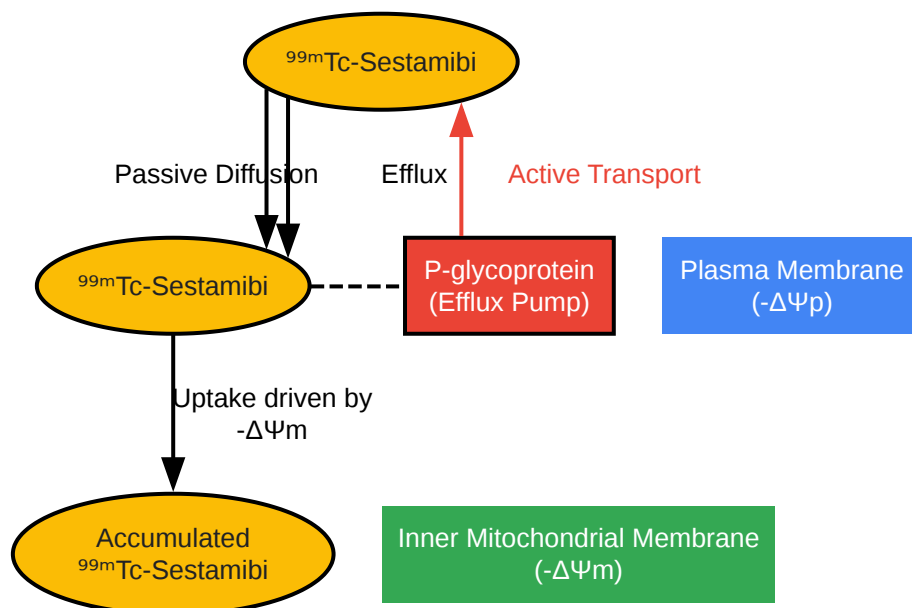 ⁹⁹ᵐTc-Sestamibi
Passive Diffusion
Efflux
Active Transport
⁹⁹ᵐTc-Sestamibi
P-glycoprotein
(Efflux Pump)
Plasma Membrane
(-ΔΨp)
Uptake driven by
-ΔΨm
Accumulated
⁹⁹ᵐTc-Sestamibi
Inner Mitochondrial Membrane
(-ΔΨm)